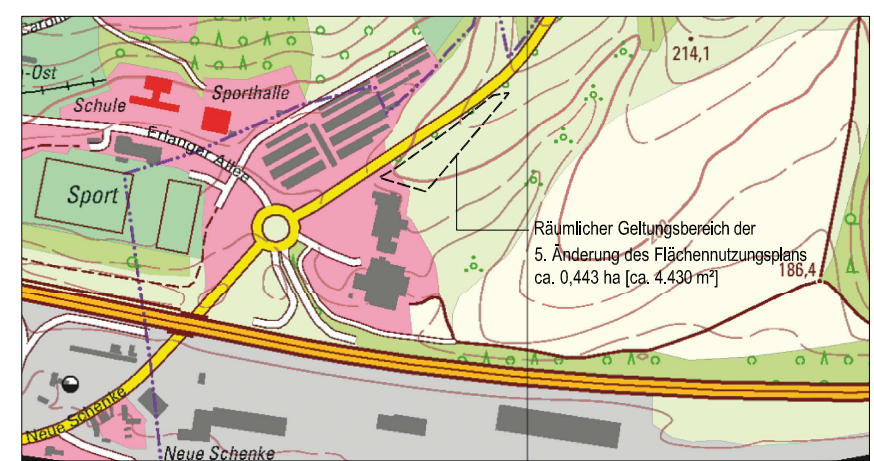 214,1
-Ost
Schule
Sporthalle
Erlanger Allee
Sport
Räumlicher Geltungsbereich der
5. Änderung des Flächennutzungsplans
ca. 0,443 ha [ca. 4.430 m²]
186,4
Neue Schenke
Neue Schenke